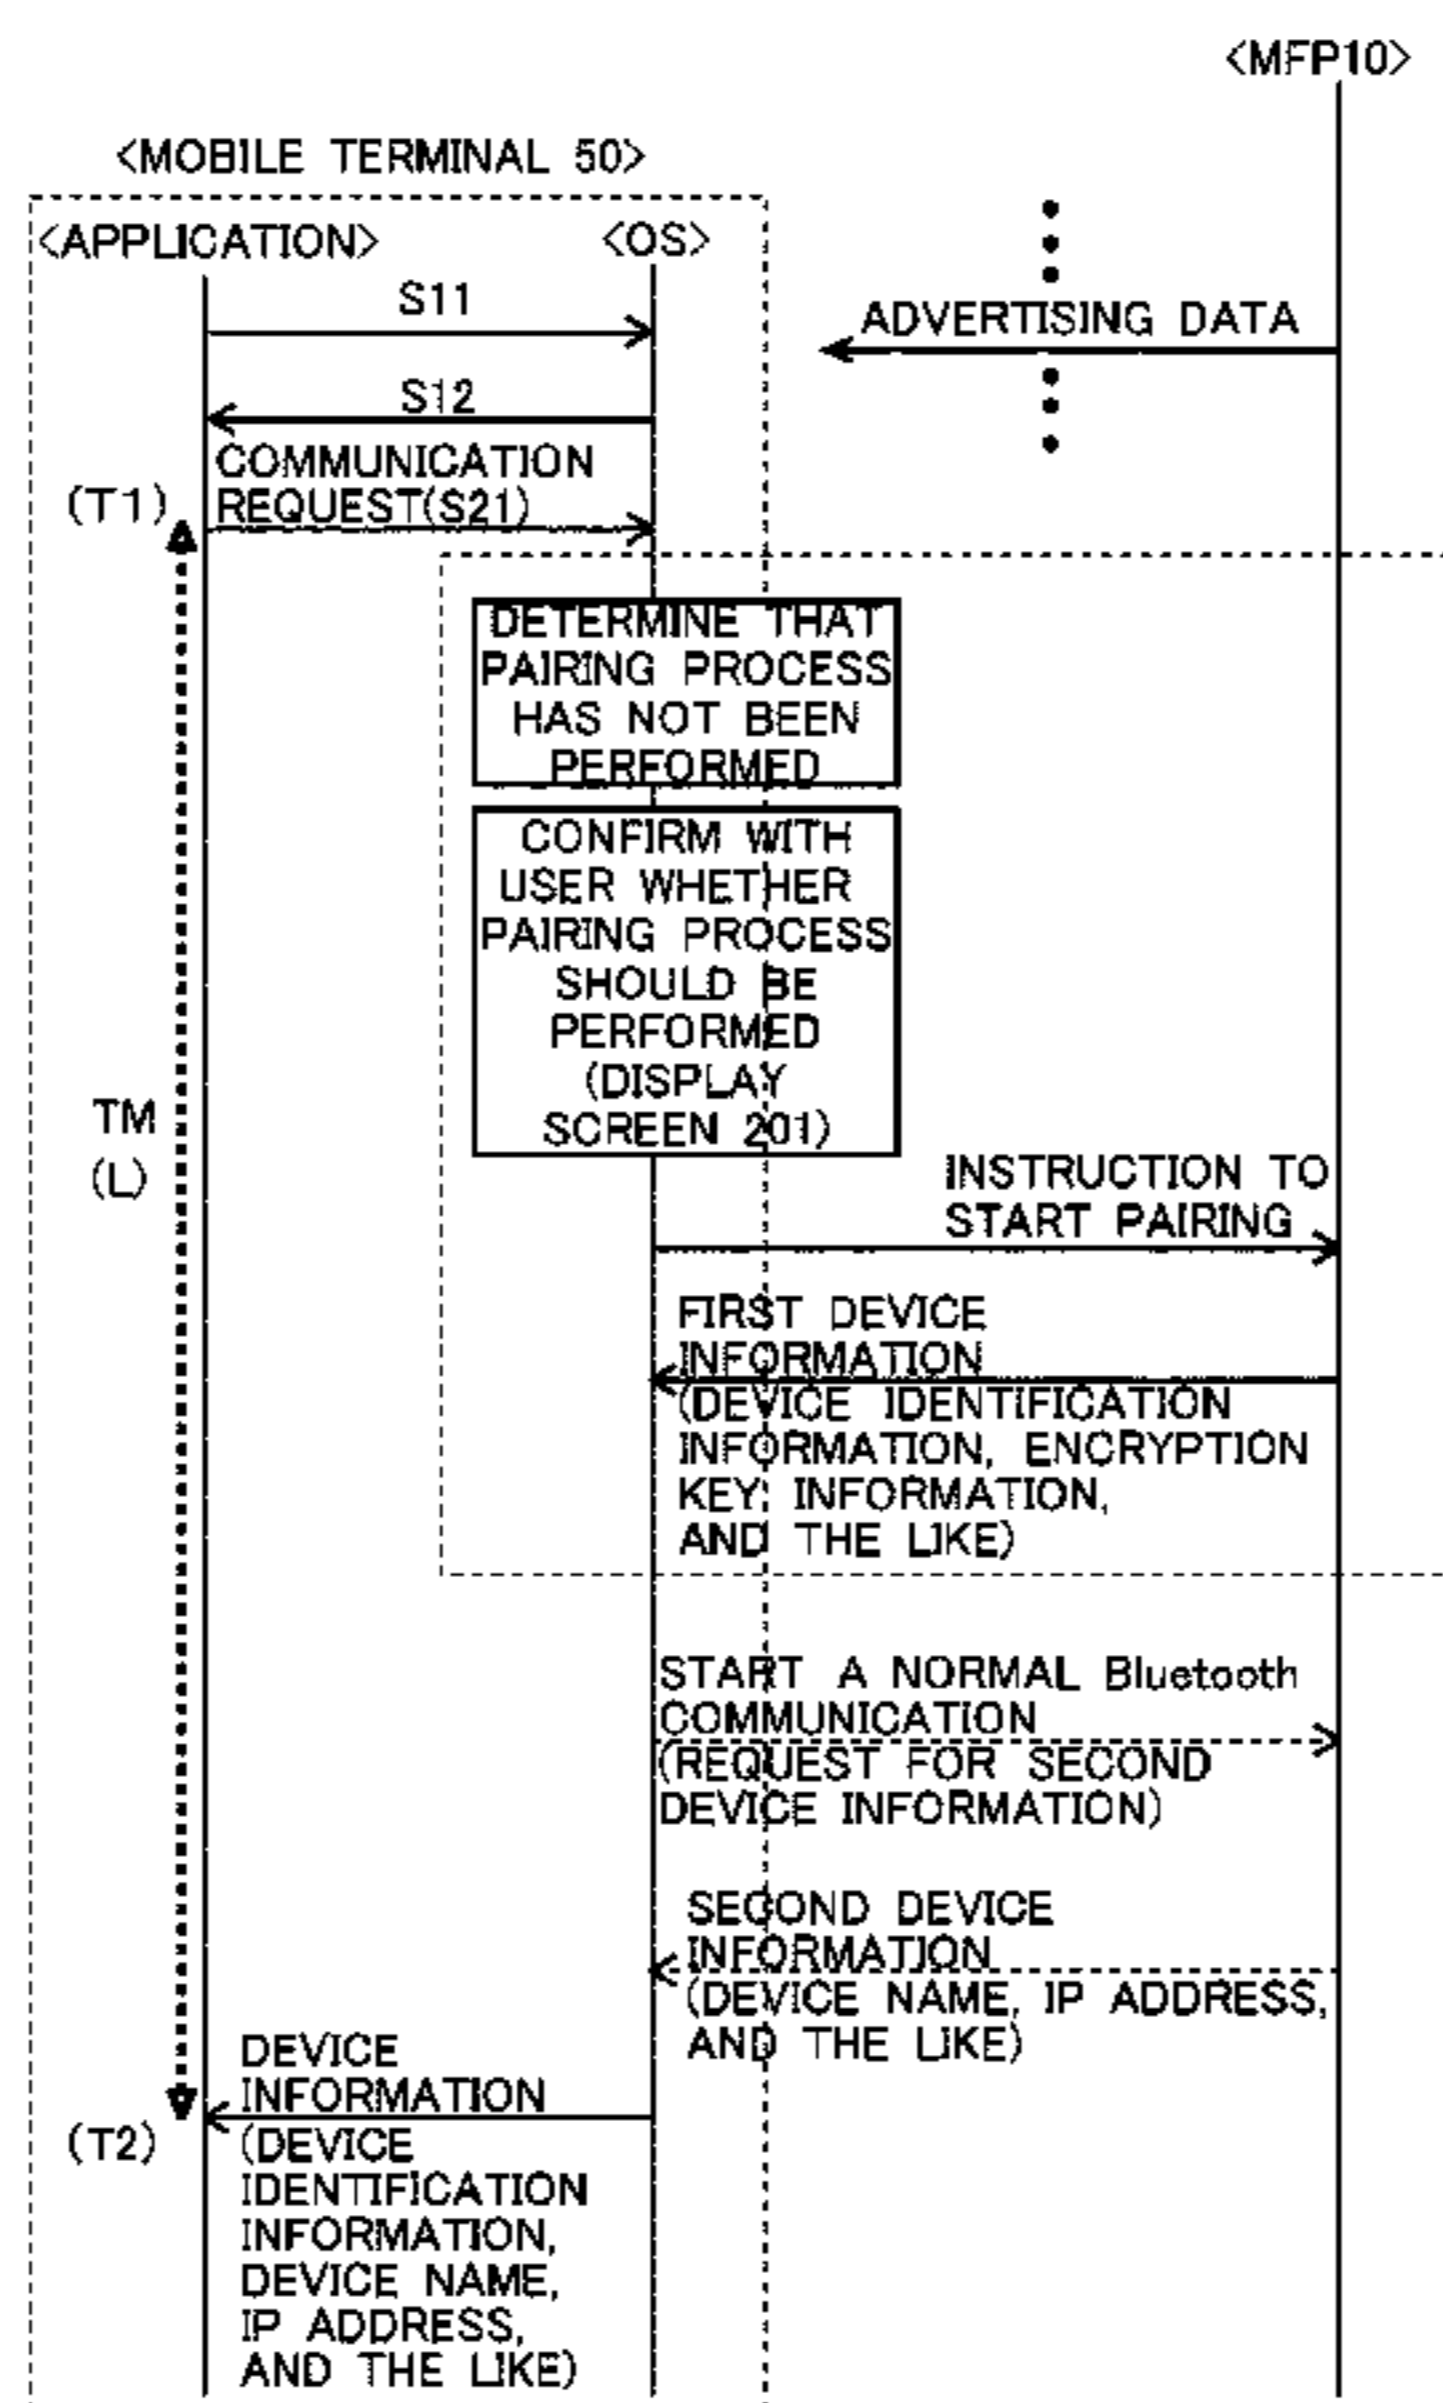 <MFP10>
<MOBILE TERMINAL 50>
<APPLICATION>
<OS>
S11
ADVERTISING DATA
S12
COMMUNICATION
REQUEST(S21)
(T1)
DETERMINE THAT
PAIRING PROCESS
HAS NOT BEEN
PERFORMED
CONFIRM WITH
USER WHETHER
PAIRING PROCESS
SHOULD BE
PERFORMED
(DISPLAY
SCREEN 201)
TM
(L)
INSTRUCTION TO
START PAIRING
FIRST DEVICE
INFORMATION
(DEVICE IDENTIFICATION
INFORMATION, ENCRYPTION
KEY INFORMATION,
AND THE LIKE)
START A NORMAL Bluetooth
COMMUNICATION
(REQUEST FOR SECOND
DEVICE INFORMATION)
SECOND DEVICE
INFORMATION
(DEVICE NAME, IP ADDRESS,
AND THE LIKE)
DEVICE
INFORMATION
(T2)
(DEVICE
IDENTIFICATION
INFORMATION,
DEVICE NAME,
IP ADDRESS,
AND THE LIKE)